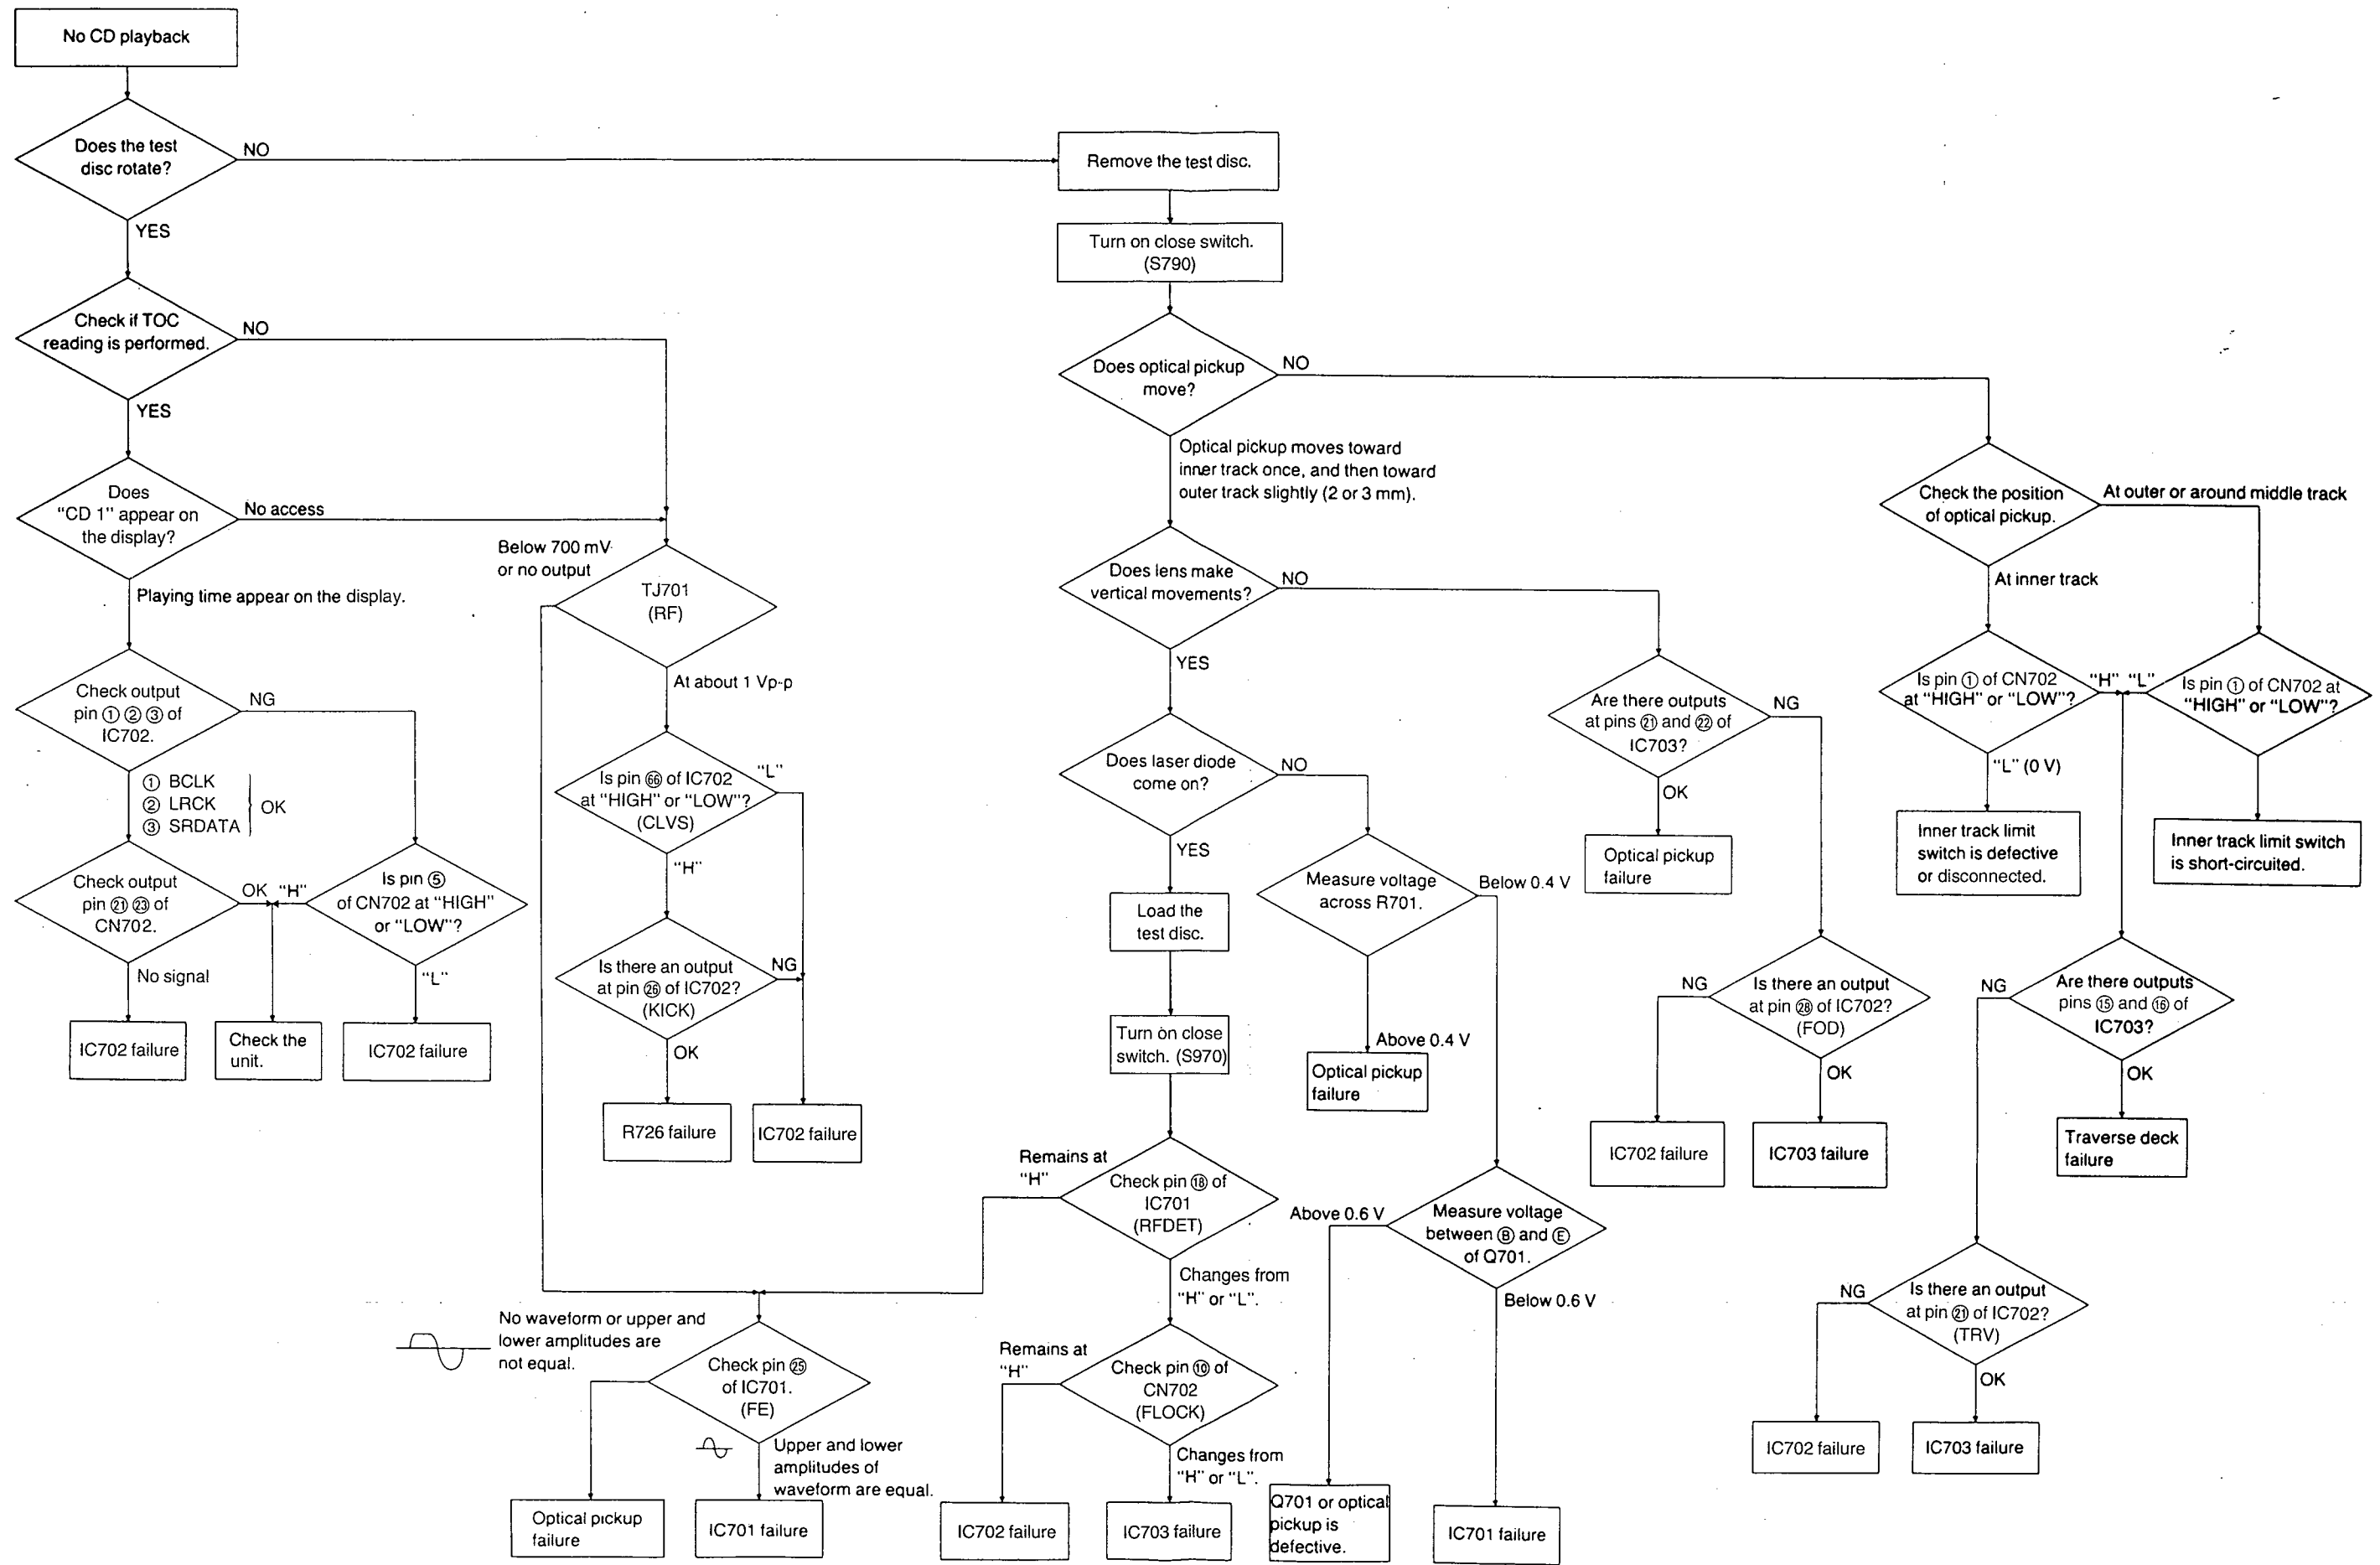 No CD playback
Does the test
disc rotate?
NO
YES
Check if TOC
reading is performed.
NO
YES
Does
“CD 1” appear on
the display?
No access
Playing time appear on the display.
Check output
pin ① ② ③ of
IC702.
NG
① BCLK
② LRCK
③ SRDATA
OK
Check output
pin ㉑ ㉓ of
CN702.
OK
“H”
Is pin ⑤
of CN702 at “HIGH”
or “LOW”?
No signal
“L”
IC702 failure
Check the
unit.
IC702 failure
Below 700 mV
or no output
TJ701
(RF)
At about 1 Vp-p
Is pin 66 of IC702
at “HIGH” or “LOW”?
(CLVS)
“L”
“H”
Is there an output
at pin ㉖ of IC702?
(KICK)
NG
OK
R726 failure
IC702 failure
No waveform or upper and
lower amplitudes are
not equal.
Check pin ㉕
of IC701.
(FE)
Upper and lower
amplitudes of
waveform are equal.
Optical pickup
failure
IC701 failure
Remove the test disc.
Turn on close switch.
(S790)
Does optical pickup
move?
NO
Optical pickup moves toward
inner track once, and then toward
outer track slightly (2 or 3 mm).
Does lens make
vertical movements?
NO
YES
Does laser diode
come on?
NO
YES
Load the
test disc.
Turn on close
switch. (S970)
Remains at
“H”
Check pin ⑱ of
IC701
(RFDET)
Changes from
“H” or “L”.
Remains at
“H”
Check pin ⑩ of
CN702
(FLOCK)
Changes from
“H” or “L”.
IC702 failure
IC703 failure
Measure voltage
across R701.
Below 0.4 V
Above 0.4 V
Optical pickup
failure
Above 0.6 V
Measure voltage
between Ⓑ and Ⓔ
of Q701.
Below 0.6 V
Q701 or optical
pickup is
defective.
IC701 failure
Are there outputs
at pins ㉑ and ㉒ of
IC703?
NG
OK
Optical pickup
failure
NG
Is there an output
at pin ㉘ of IC702?
(FOD)
OK
IC702 failure
IC703 failure
Check the position
of optical pickup.
At outer or around middle track
At inner track
Is pin ① of CN702
at “HIGH” or “LOW”?
“H”
“L”
Is pin ① of CN702 at
“HIGH” or “LOW”?
“L” (0 V)
Inner track limit
switch is defective
or disconnected.
Inner track limit switch
is short-circuited.
NG
Are there outputs
pins ⑮ and ⑯ of
IC703?
OK
Traverse deck
failure
NG
Is there an output
at pin ㉑ of IC702?
(TRV)
OK
IC702 failure
IC703 failure